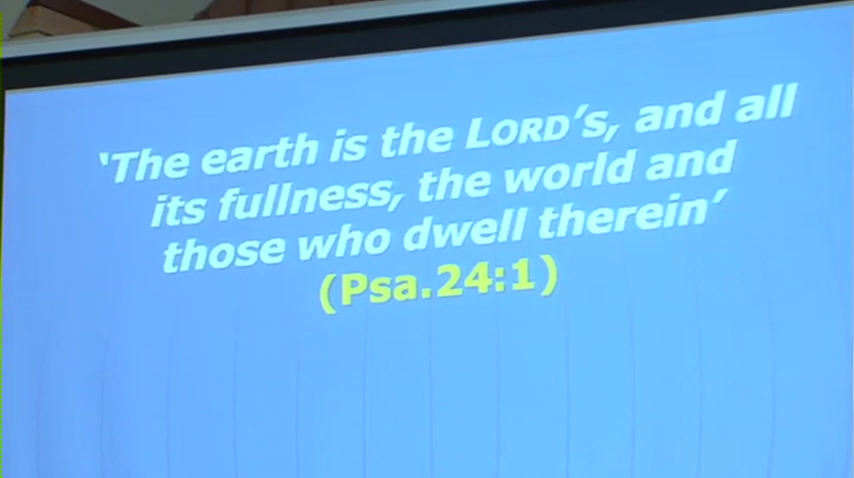 ‘The earth is the LORD’s, and all
its fullness, the world and
those who dwell therein’
(Psa.24:1)